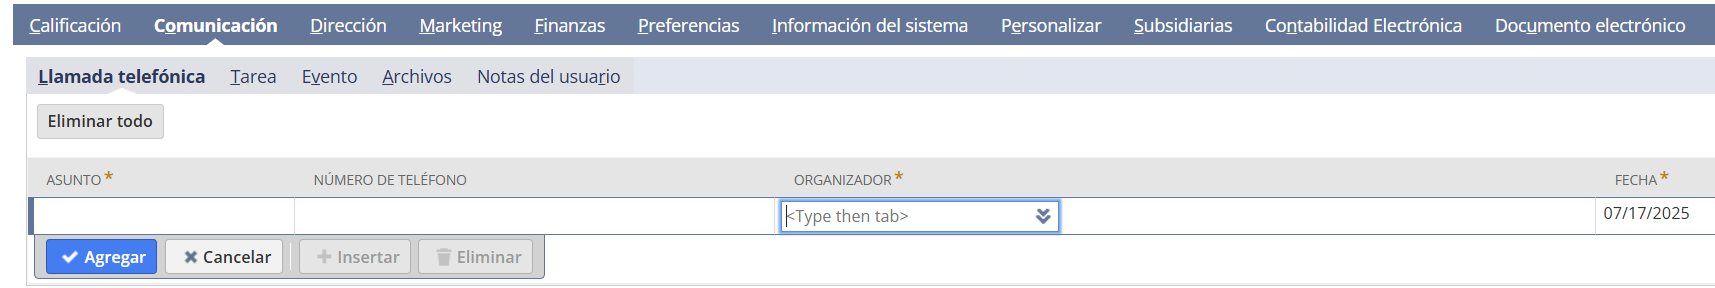 Calificación Comunicación Dirección Marketing Finanzas Preferencias Información del sistema Personalizar Subsidiarias Contabilidad Electrónica Documento electrónico
Llamada telefónica Tarea Evento Archivos Notas del usuario
Eliminar todo
ASUNTO * NÚMERO DE TELÉFONO ORGANIZADOR * FECHA *
<Type then tab> 07/17/2025
Agregar Cancelar Insertar Eliminar